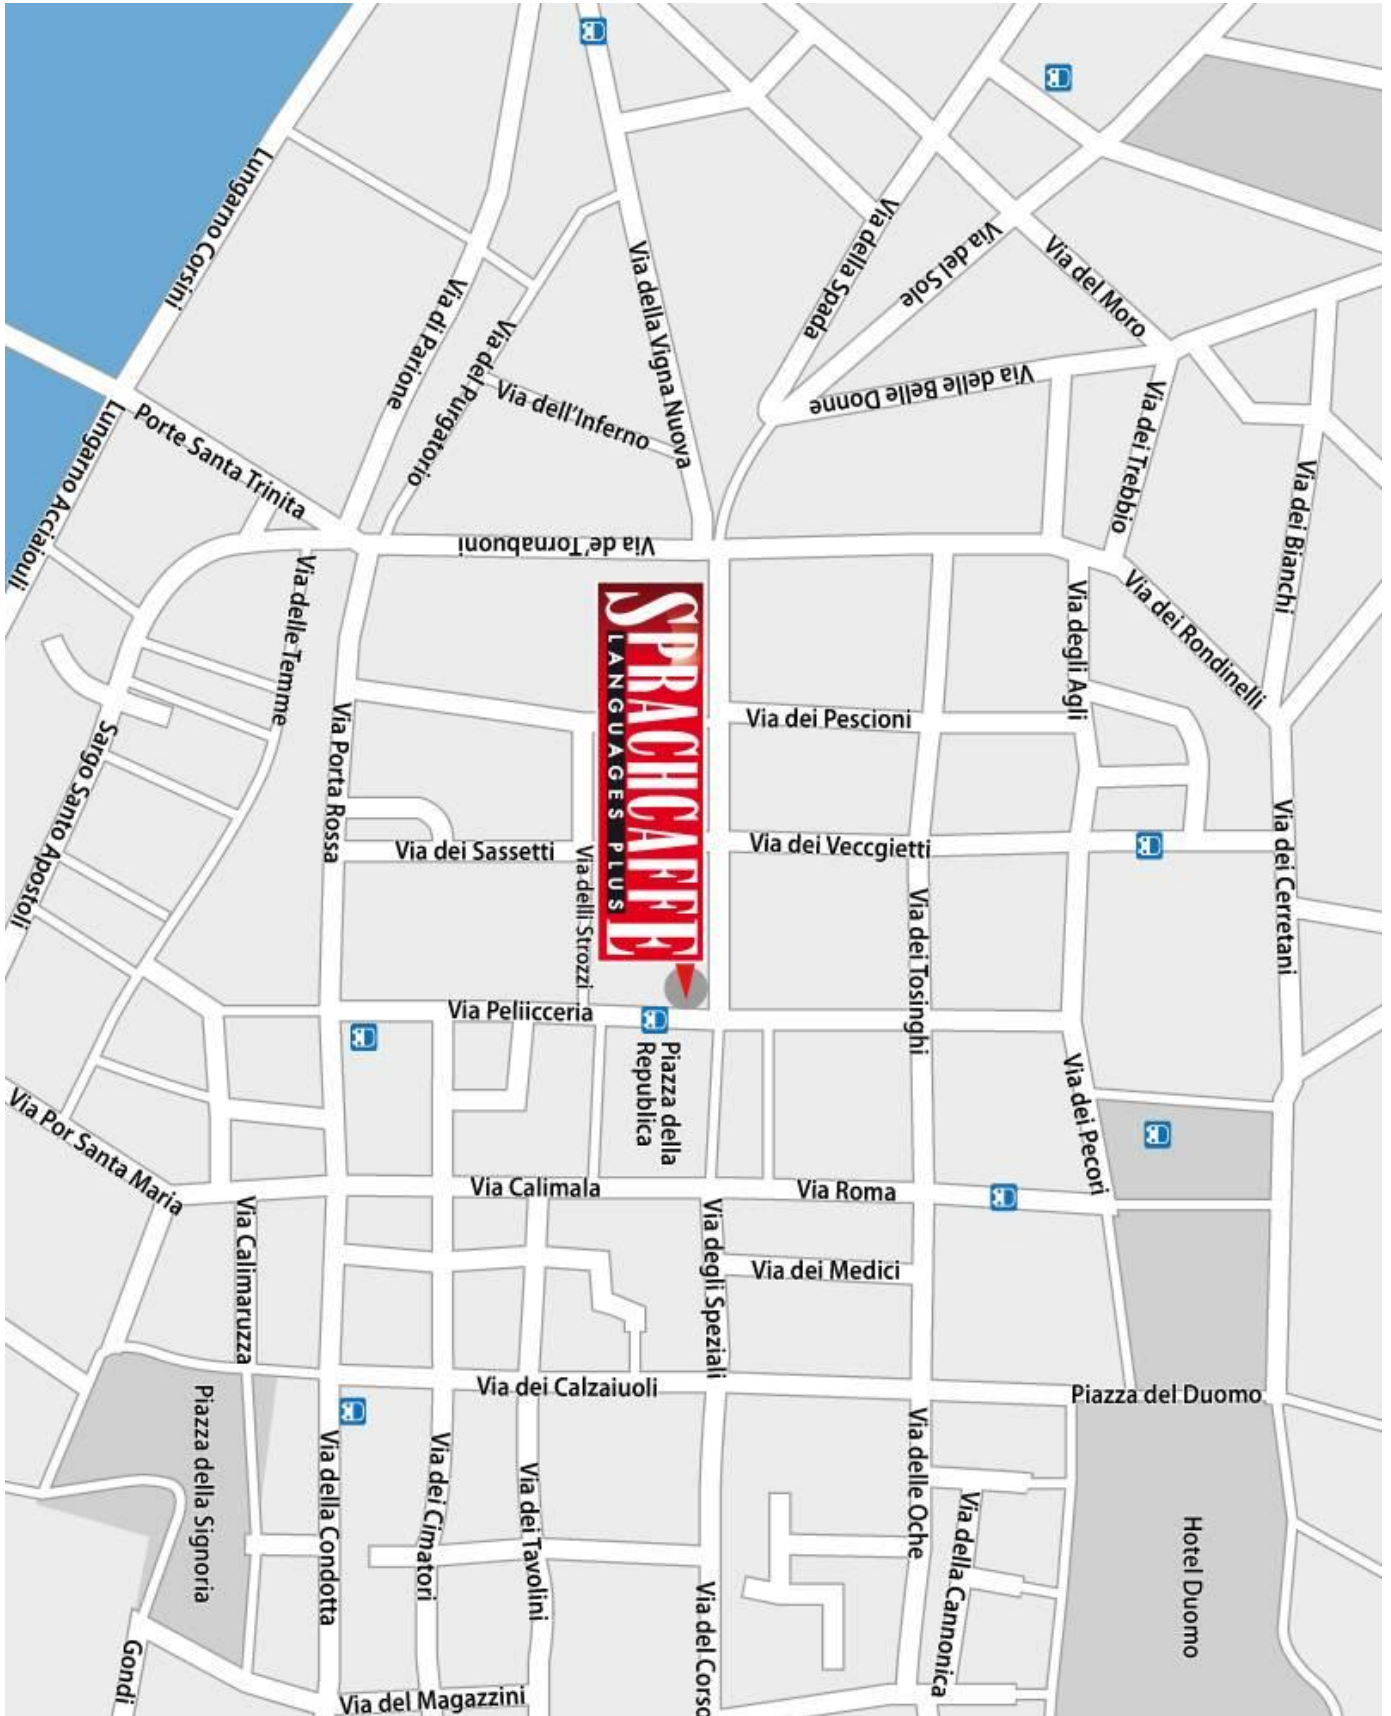 Lungarno Corsini
Via della Spada
Via del Sole
Via del Moro
Via della Vigna Nuova
Via di Parione
Via del Purgatorio
Via dell'Inferno
Via delle Belle Donne
Via dei Trebbio
Via dei Bianchi
Porte Santa Trinita
Lungarno Acciaiouli
Via de'Tornabuoni
Via delle Temme
Via degli Agli
Via dei Rondinelli
SPRACHCAFFE
LANGUAGES PLUS
Via dei Pescioni
Via Porta Rossa
Sargo Santo Apostoli
Via dei Sassetti
Via delli Strozzi
Via dei Veccgietti
Via dei Tosinghi
Via dei Cerretani
Via Peliicceria
Piazza della
Republica
Via dei Pecori
Via Por Santa Maria
Via Calimala
Via Roma
Via Calimaruzza
Via degli Speziali
Via dei Medici
Via dei Calzaiuoli
Piazza del Duomo
Piazza della Signoria
Via della Condotta
Via dei Cimatori
Via dei Tavolini
Via delle Oche
Via della Cannonica
Hotel Duomo
Via del Corso
Gondi
Via del Magazzini